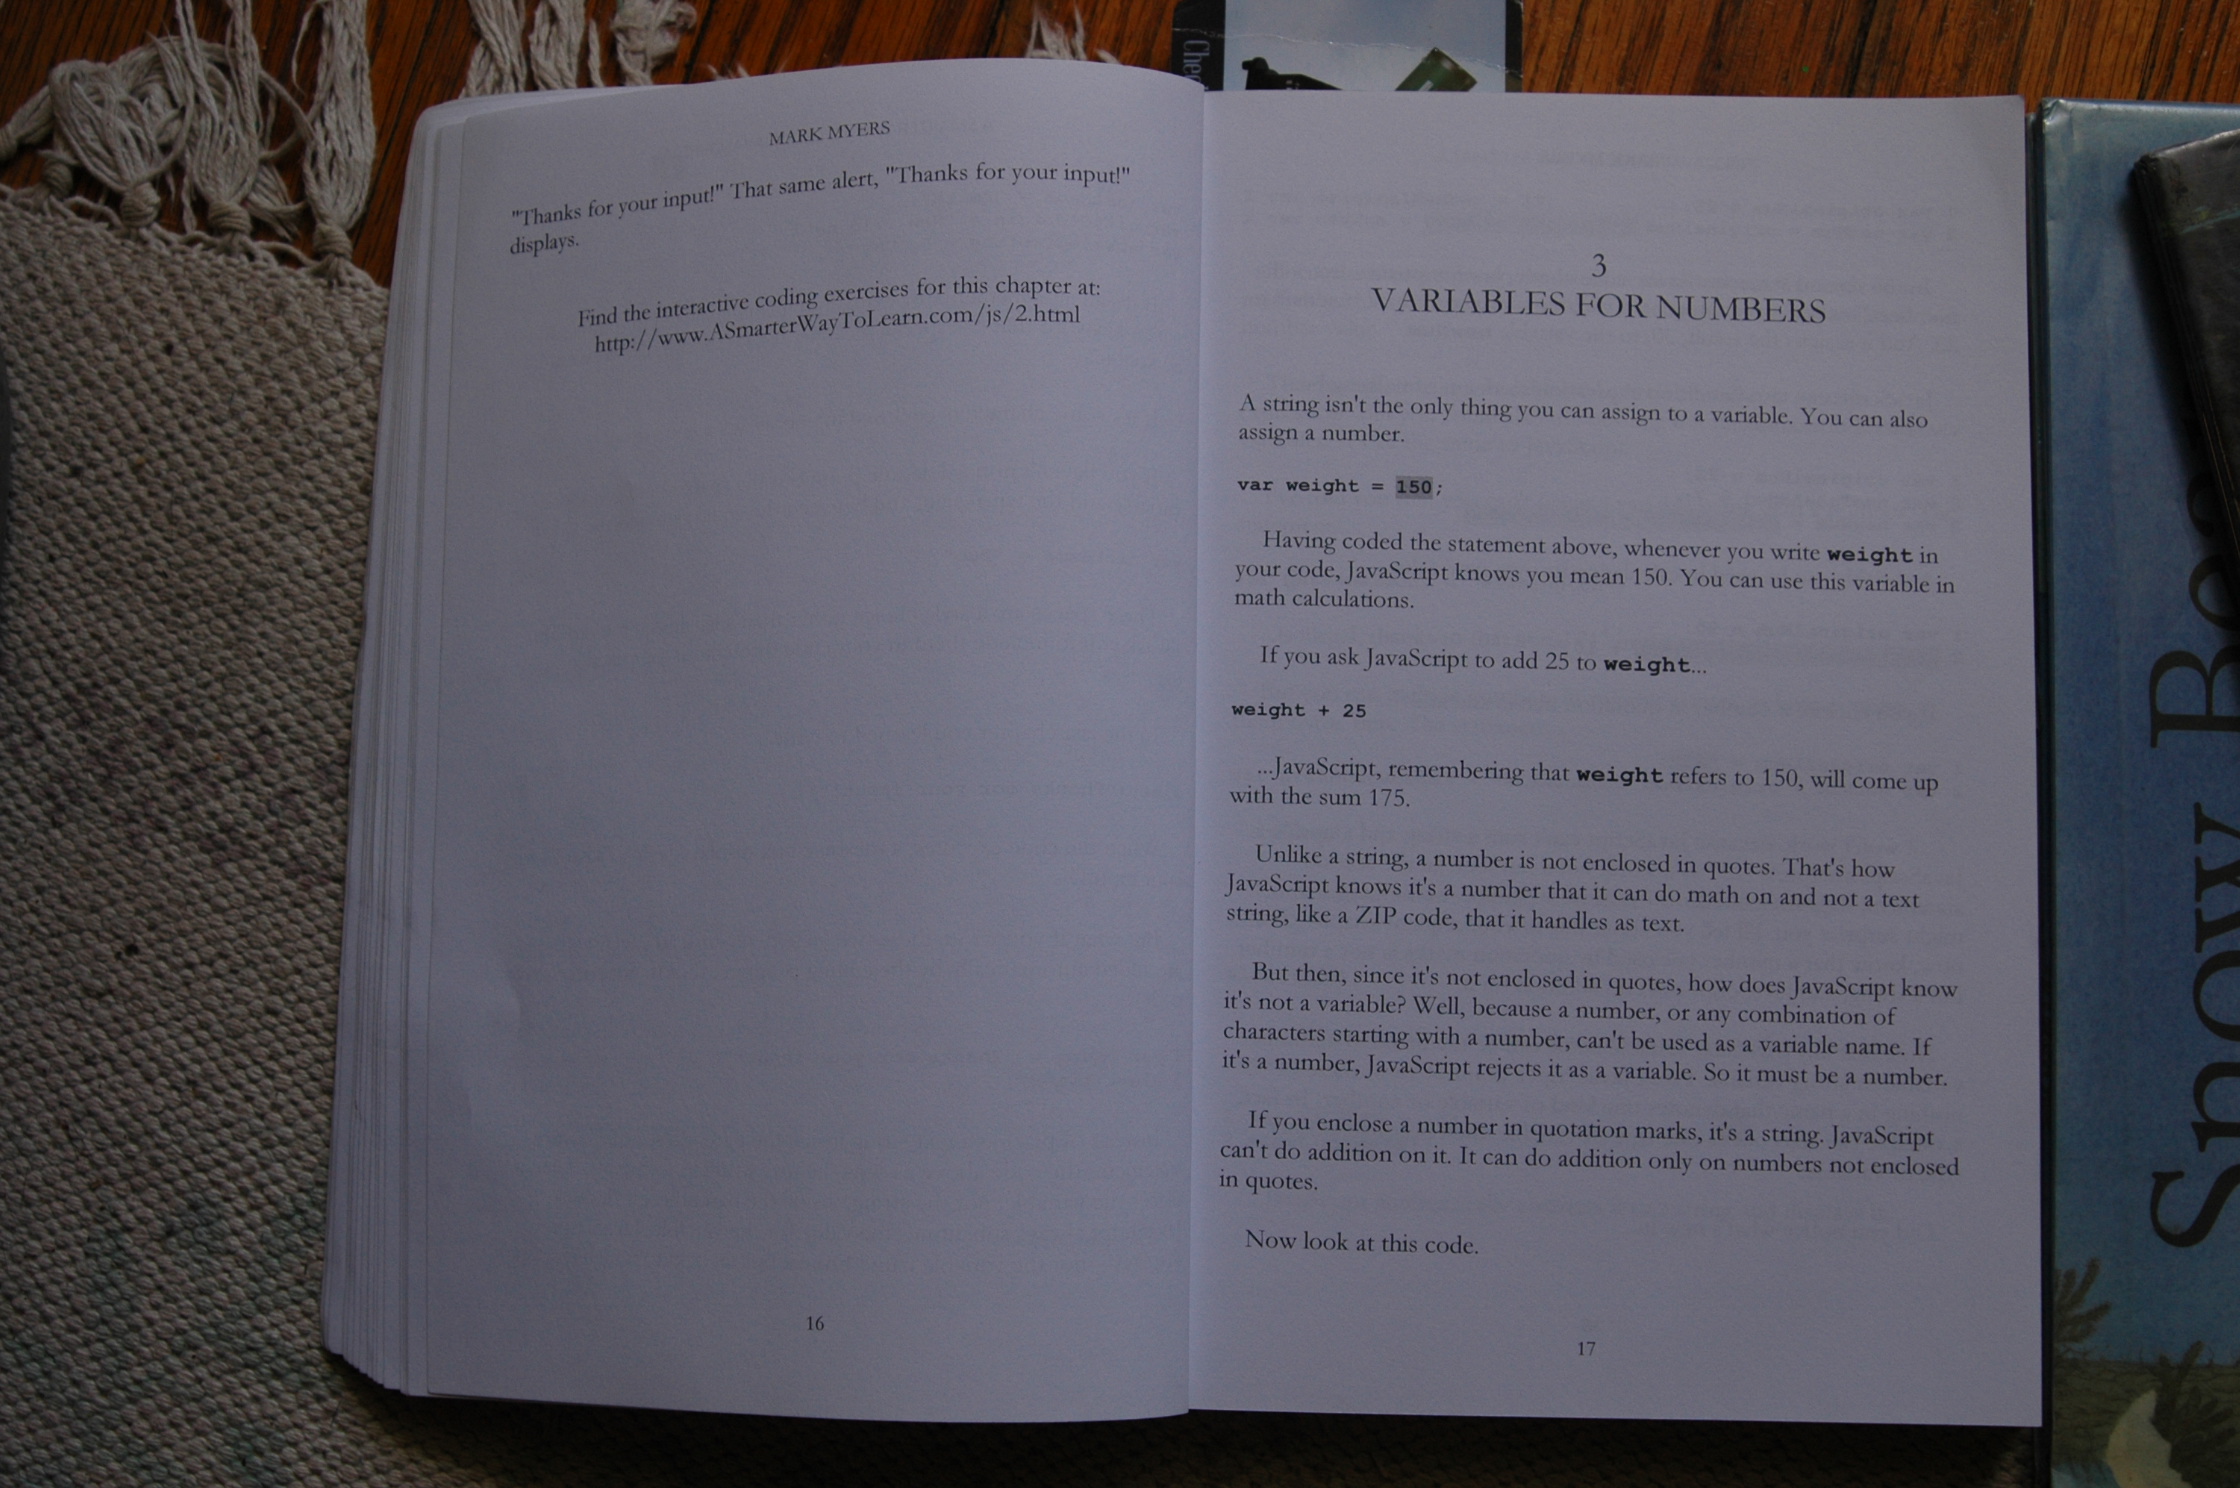 MARK MYERS
"Thanks for your input!" That same alert, "Thanks for your input!"
displays.
Find the interactive coding exercises for this chapter at:
http://www.ASmarterWayToLearn.com/js/2.html
16
3
VARIABLES FOR NUMBERS
A string isn't the only thing you can assign to a variable. You can also
assign a number.
var weight = 150;
Having coded the statement above, whenever you write weight in
your code, JavaScript knows you mean 150. You can use this variable in
math calculations.
If you ask JavaScript to add 25 to weight...
weight + 25
...JavaScript, remembering that weight refers to 150, will come up
with the sum 175.
Unlike a string, a number is not enclosed in quotes. That's how
JavaScript knows it's a number that it can do math on and not a text
string, like a ZIP code, that it handles as text.
But then, since it's not enclosed in quotes, how does JavaScript know
it's not a variable? Well, because a number, or any combination of
characters starting with a number, can't be used as a variable name. If
it's a number, JavaScript rejects it as a variable. So it must be a number.
If you enclose a number in quotation marks, it's a string. JavaScript
can't do addition on it. It can do addition only on numbers not enclosed
in quotes.
Now look at this code.
17
Snow